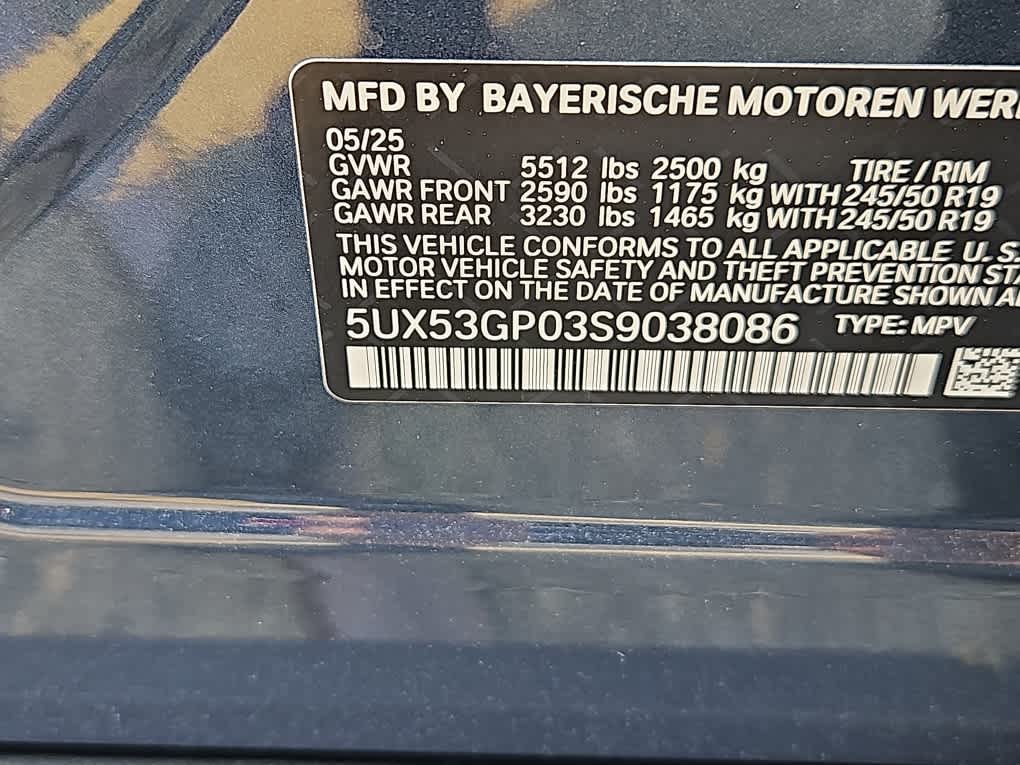 MFD BY BAYERISCHE MOTOREN WER
05/25
GVWR 5512 lbs 2500 kg TIRE / RIM
GAWR FRONT 2590 lbs 1175 kg WITH 245/50 R19
GAWR REAR 3230 lbs 1465 kg WITH 245/50 R19
THIS VEHICLE CONFORMS TO ALL APPLICABLE U.S.
MOTOR VEHICLE SAFETY AND THEFT PREVENTION STA
IN EFFECT ON THE DATE OF MANUFACTURE SHOWN A
5UX53GP03S9038086 TYPE: MPV